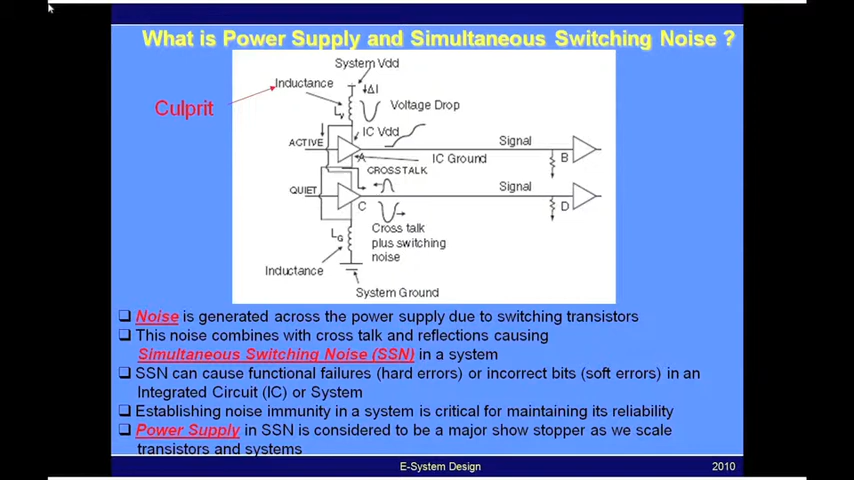 What is Power Supply and Simultaneous Switching Noise ?
System Vdd
Inductance
ΔI
Culprit
Lv
Voltage Drop
IC Vdd
ACTIVE
Signal
A
B
IC Ground
CROSSTALK
QUIET
Signal
C
D
Cross talk
plus switching
noise
LG
Inductance
System Ground
❑ Noise is generated across the power supply due to switching transistors
❑ This noise combines with cross talk and reflections causing
Simultaneous Switching Noise (SSN) in a system
❑ SSN can cause functional failures (hard errors) or incorrect bits (soft errors) in an
Integrated Circuit (IC) or System
❑ Establishing noise immunity in a system is critical for maintaining its reliability
❑ Power Supply in SSN is considered to be a major show stopper as we scale
transistors and systems
E-System Design
2010